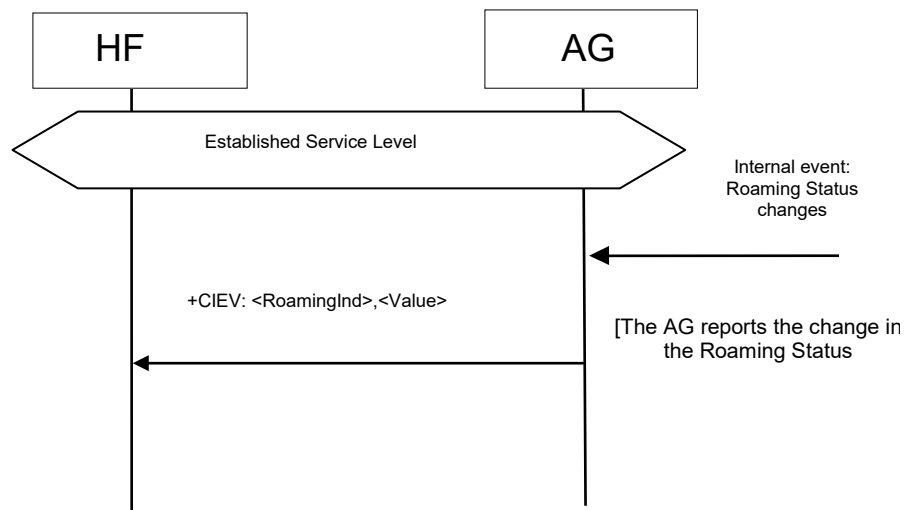 HF
AG
Established Service Level
Internal event:
Roaming Status
changes
+CIEV: <RoamingInd>,<Value>
[The AG reports the change in
the Roaming Status